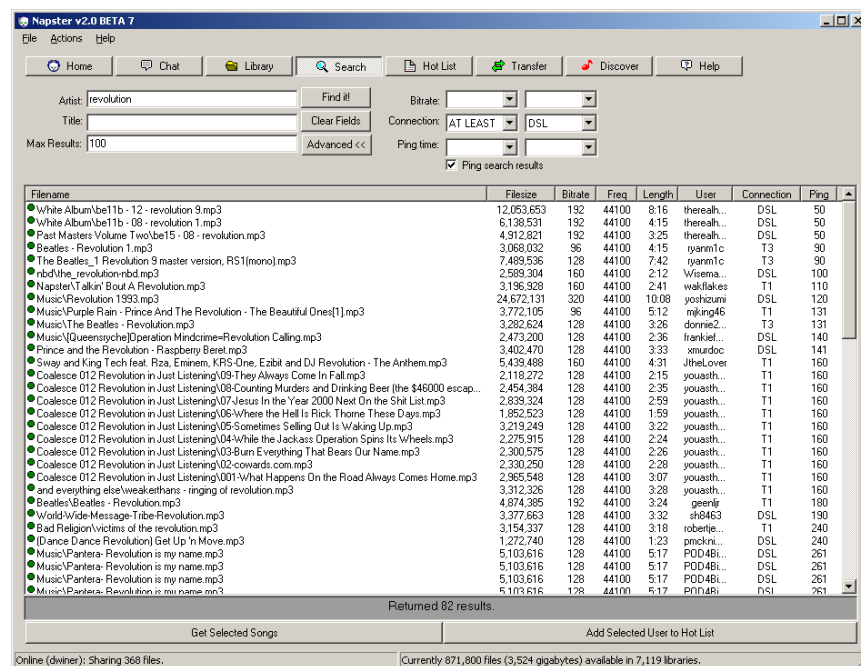 Napster v2.0 BETA 7
File Actions Help
Home Chat Library Search Hot List Transfer Discover Help
Artist: revolution Find it! Bitrate:
Title: Clear Fields Connection: AT LEAST DSL
Max Results: 100 Advanced << Ping time:
Ping search results
Filename Filesize Bitrate Freq Length User Connection Ping
White Album\be11b - 12 - revolution 9.mp3 12,053,653 192 44100 8:16 therealh... DSL 50
White Album\be11b - 08 - revolution 1.mp3 6,138,531 192 44100 4:15 therealh... DSL 50
Past Masters Volume Two\be15 - 08 - revolution.mp3 4,912,821 192 44100 3:25 therealh... DSL 50
Beatles - Revolution 1.mp3 3,068,032 96 44100 4:15 ryanm1c T3 90
The Beatles_1 Revolution 9 master version, RS1(mono).mp3 7,489,536 128 44100 7:42 ryanm1c T3 90
nbd\the_revolution-nbd.mp3 2,589,304 160 44100 2:12 Wisema... DSL 100
Napster\Talkin' Bout A Revolution.mp3 3,196,928 160 44100 2:41 wakflakes T1 110
Music\Revolution 1993.mp3 24,672,131 320 44100 10:08 yoshizumi DSL 120
Music\Purple Rain - Prince And The Revolution - The Beautiful Ones[1].mp3 3,772,105 96 44100 5:12 mjking46 T1 131
Music\The Beatles - Revolution.mp3 3,282,624 128 44100 3:26 donnie2... T3 131
Music\[Queensryche]Operation Mindcrime=Revolution Calling.mp3 2,473,200 128 44100 2:36 frankief... DSL 140
Prince and the Revolution - Raspberry Beret.mp3 3,402,470 128 44100 3:33 xmurdoc DSL 141
Sway and King Tech feat. Rza, Eminem, KRS-One, Ezibit and DJ Revolution - The Anthem.mp3 5,439,488 160 44100 4:31 JtheLover T1 160
Coalesce 012 Revolution in Just Listening\09-They Always Come In Fall.mp3 2,118,272 128 44100 2:15 youasth... T1 160
Coalesce 012 Revolution in Just Listening\08-Counting Murders and Drinking Beer (the $46000 escap... 2,454,384 128 44100 2:35 youasth... T1 160
Coalesce 012 Revolution in Just Listening\07-Jesus In the Year 2000 Next On the Shit List.mp3 2,839,324 128 44100 2:59 youasth... T1 160
Coalesce 012 Revolution in Just Listening\06-Where the Hell Is Rick Thorne These Days.mp3 1,852,523 128 44100 1:59 youasth... T1 160
Coalesce 012 Revolution in Just Listening\05-Sometimes Selling Out Is Waking Up.mp3 3,219,249 128 44100 3:22 youasth... T1 160
Coalesce 012 Revolution in Just Listening\04-While the Jackass Operation Spins Its Wheels.mp3 2,275,915 128 44100 2:24 youasth... T1 160
Coalesce 012 Revolution in Just Listening\03-Burn Everything That Bears Our Name.mp3 2,300,575 128 44100 2:26 youasth... T1 160
Coalesce 012 Revolution in Just Listening\02-cowards.com.mp3 2,330,250 128 44100 2:28 youasth... T1 160
Coalesce 012 Revolution in Just Listening\001-What Happens On the Road Always Comes Home.mp3 2,965,548 128 44100 3:07 youasth... T1 160
and everything else\weakerthans - ringing of revolution.mp3 3,312,326 128 44100 3:28 youasth... T1 160
Beatles\Beatles - Revolution.mp3 4,874,385 192 44100 3:24 geenljr T1 180
World-Wide-Message-Tribe-Revolution.mp3 3,377,663 128 44100 3:32 sh8463 DSL 190
Bad Religion\victims of the revolution.mp3 3,154,337 128 44100 3:18 robertje... T1 240
(Dance Dance Revolution) Get Up 'n Move.mp3 1,272,740 128 44100 1:23 pmckni... DSL 240
Music\Pantera- Revolution is my name.mp3 5,103,616 128 44100 5:17 POD4Bi... DSL 261
Music\Pantera- Revolution is my name.mp3 5,103,616 128 44100 5:17 POD4Bi... DSL 261
Music\Pantera- Revolution is my name.mp3 5,103,616 128 44100 5:17 POD4Bi... DSL 261
Music\Pantera- Revolution is my name.mp3 5,103,616 128 44100 5:17 POD4Bi... DSL 261
Returned 82 results.
Get Selected Songs Add Selected User to Hot List
Online (dwiner): Sharing 368 files. Currently 871,800 files (3,524 gigabytes) available in 7,119 libraries.